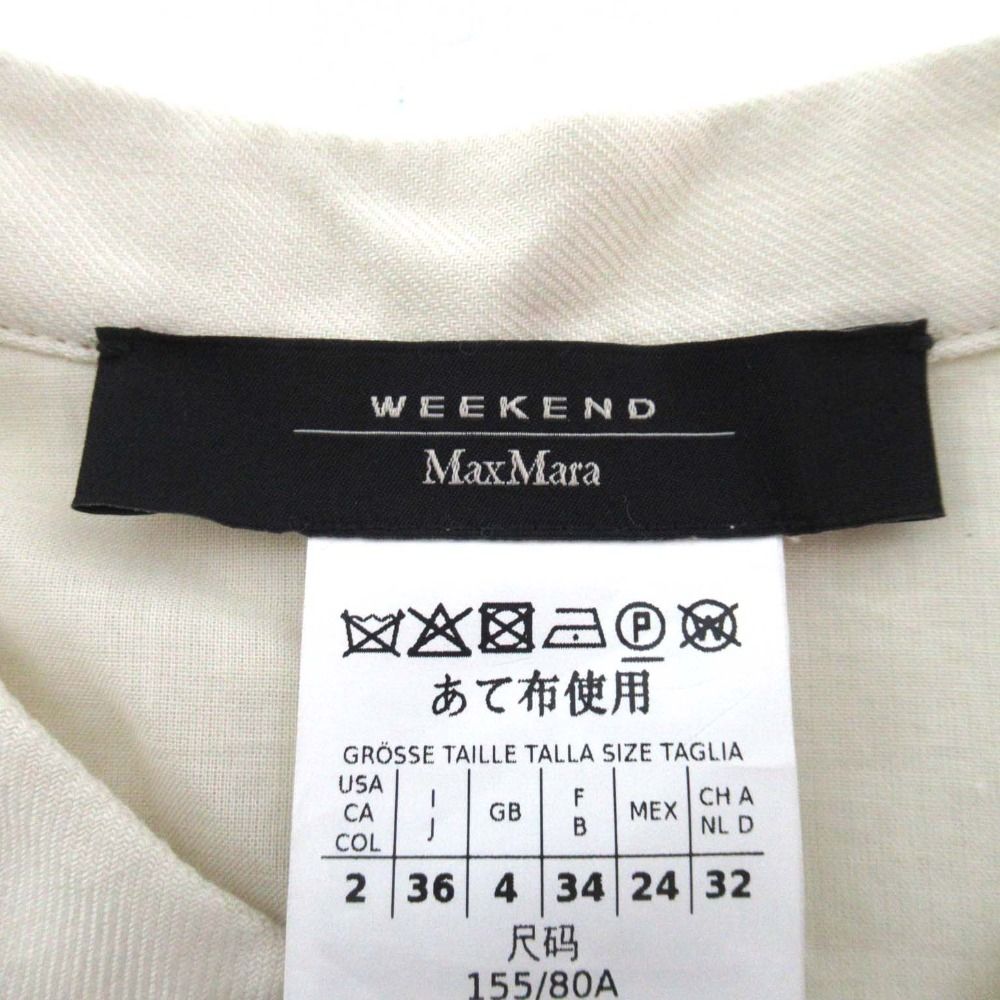 WEEKEND
MaxMara
P W
あて布使用
GRÖSSE TAILLE TALLA SIZE TAGLIA
USA CA COL | I J | GB | F B | MEX | CH A NL D
2 | 36 | 4 | 34 | 24 | 32
尺码
155/80A